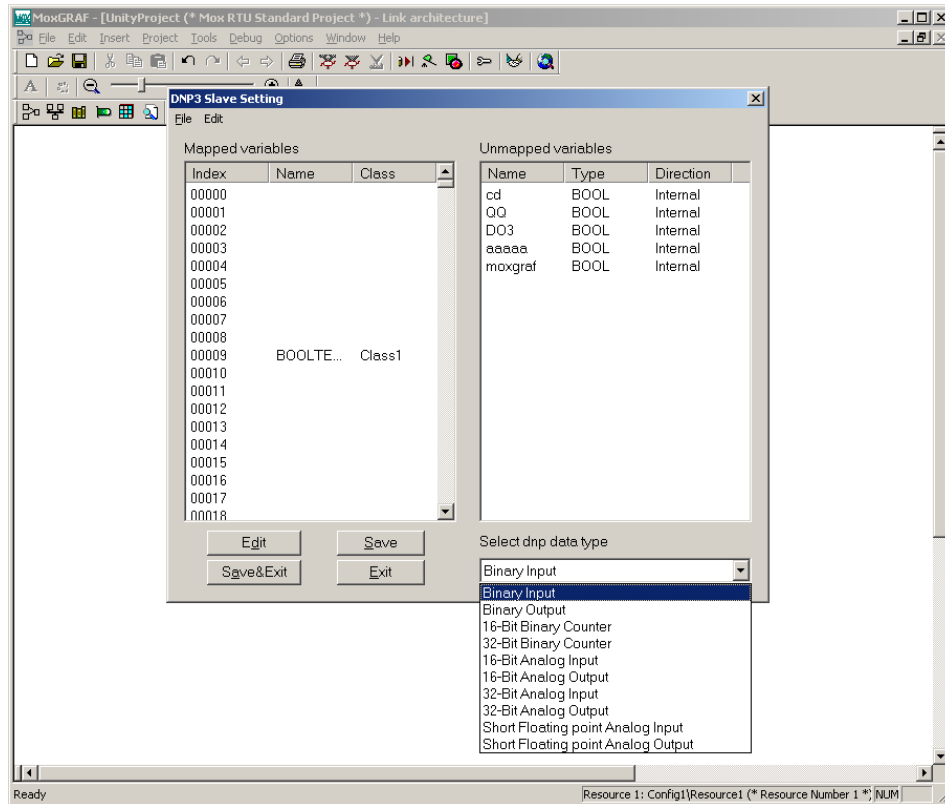 MoxGRAF - [UnityProject (* Mox RTU Standard Project *) - Link architecture]
File Edit Insert Project Tools Debug Options Window Help
DNP3 Slave Setting
File Edit
Mapped variables
Index Name Class
00000
00001
00002
00003
00004
00005
00006
00007
00008
00009 BOOLTE... Class1
00010
00011
00012
00013
00014
00015
00016
00017
00018
Edit Save
Save&Exit Exit
Unmapped variables
Name Type Direction
cd BOOL Internal
QQ BOOL Internal
DO3 BOOL Internal
aaaaa BOOL Internal
moxgraf BOOL Internal
Select dnp data type
Binary Input
Binary Input
Binary Output
16-Bit Binary Counter
32-Bit Binary Counter
16-Bit Analog Input
16-Bit Analog Output
32-Bit Analog Input
32-Bit Analog Output
Short Floating point Analog Input
Short Floating point Analog Output
Ready Resource 1: Config1\Resource1 (* Resource Number 1 *) NUM